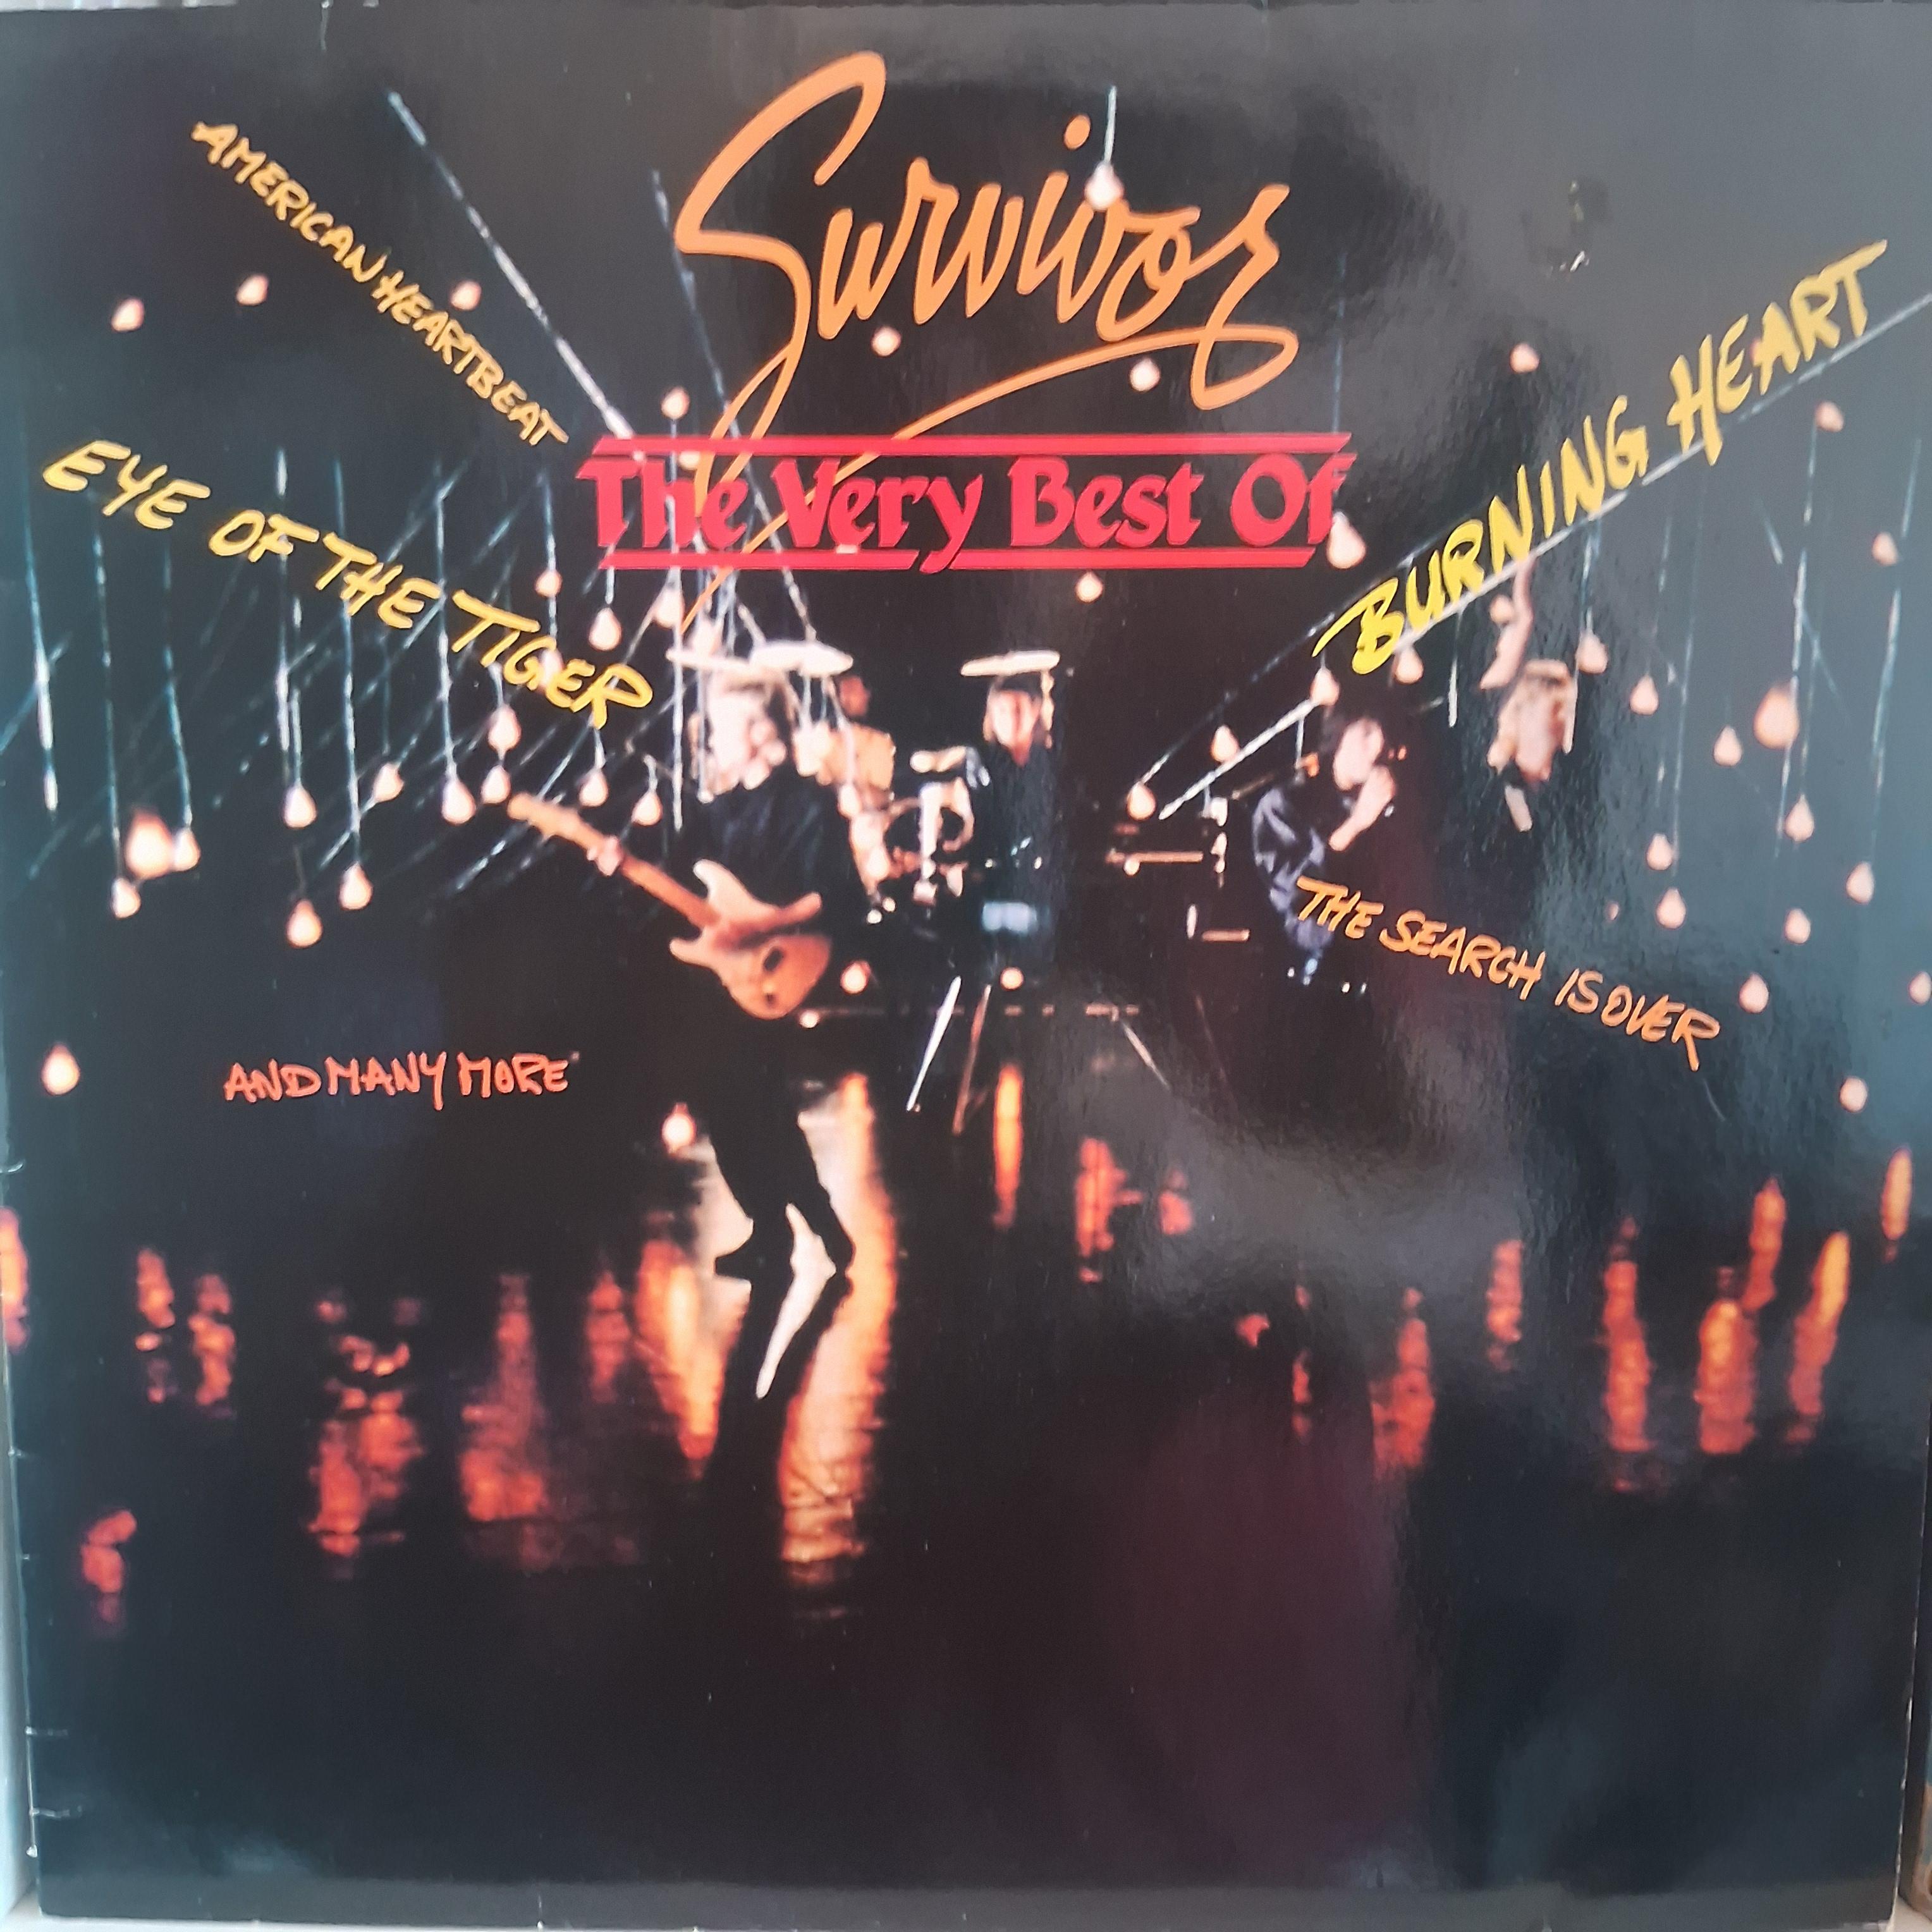 Survivor
The Very Best Of
AMERICAN HEARTBEAT
EYE OF THE TIGER
BURNING HEART
THE SEARCH IS OVER
AND MANY MORE